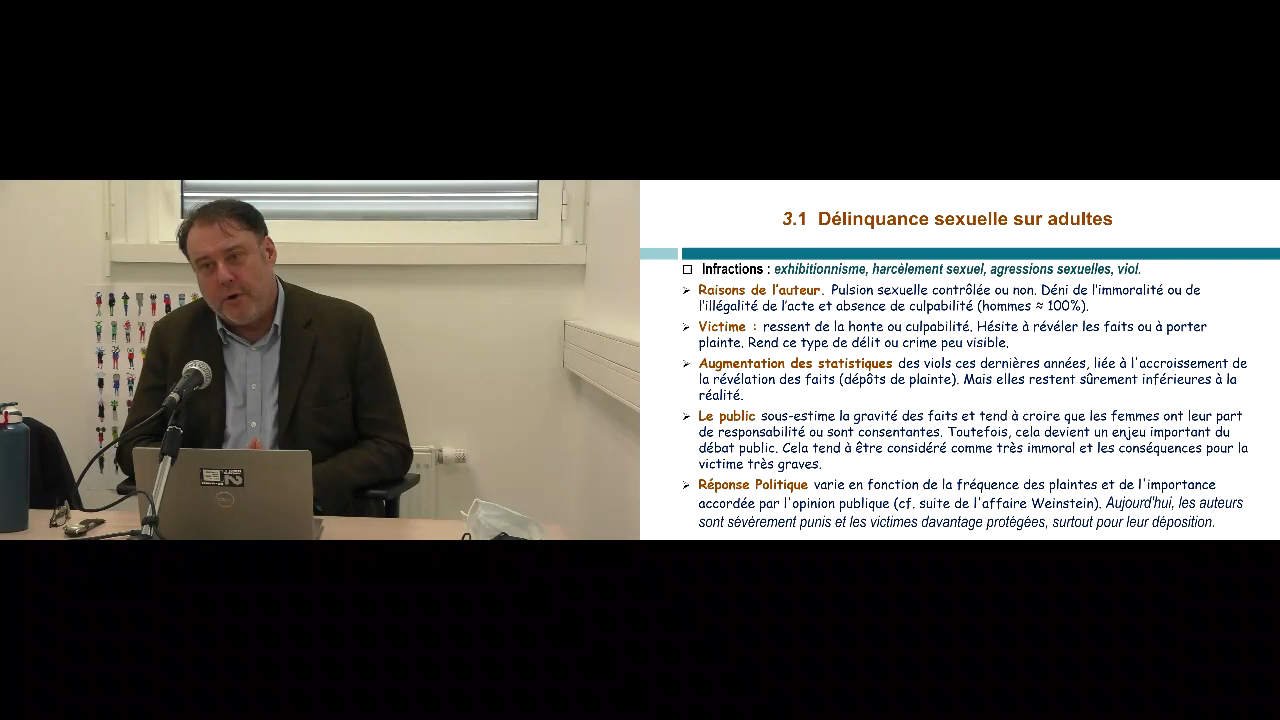 3.1 Délinquance sexuelle sur adultes
Infractions : exhibitionnisme, harcèlement sexuel, agressions sexuelles, viol.
Raisons de l'auteur. Pulsion sexuelle contrôlée ou non. Déni de l'immoralité ou de
l'illégalité de l'acte et absence de culpabilité (hommes ≈ 100%).
Victime : ressent de la honte ou culpabilité. Hésite à révéler les faits ou à porter
plainte. Rend ce type de délit ou crime peu visible.
Augmentation des statistiques des viols ces dernières années, liée à l'accroissement de
la révélation des faits (dépôts de plainte). Mais elles restent sûrement inférieures à la
réalité.
Le public sous-estime la gravité des faits et tend à croire que les femmes ont leur part
de responsabilité ou sont consentantes. Toutefois, cela devient un enjeu important du
débat public. Cela tend à être considéré comme très immoral et les conséquences pour la
victime très graves.
Réponse Politique varie en fonction de la fréquence des plaintes et de l'importance
accordée par l'opinion publique (cf. suite de l'affaire Weinstein). Aujourd'hui, les auteurs
sont sévèrement punis et les victimes davantage protégées, surtout pour leur déposition.
DELL